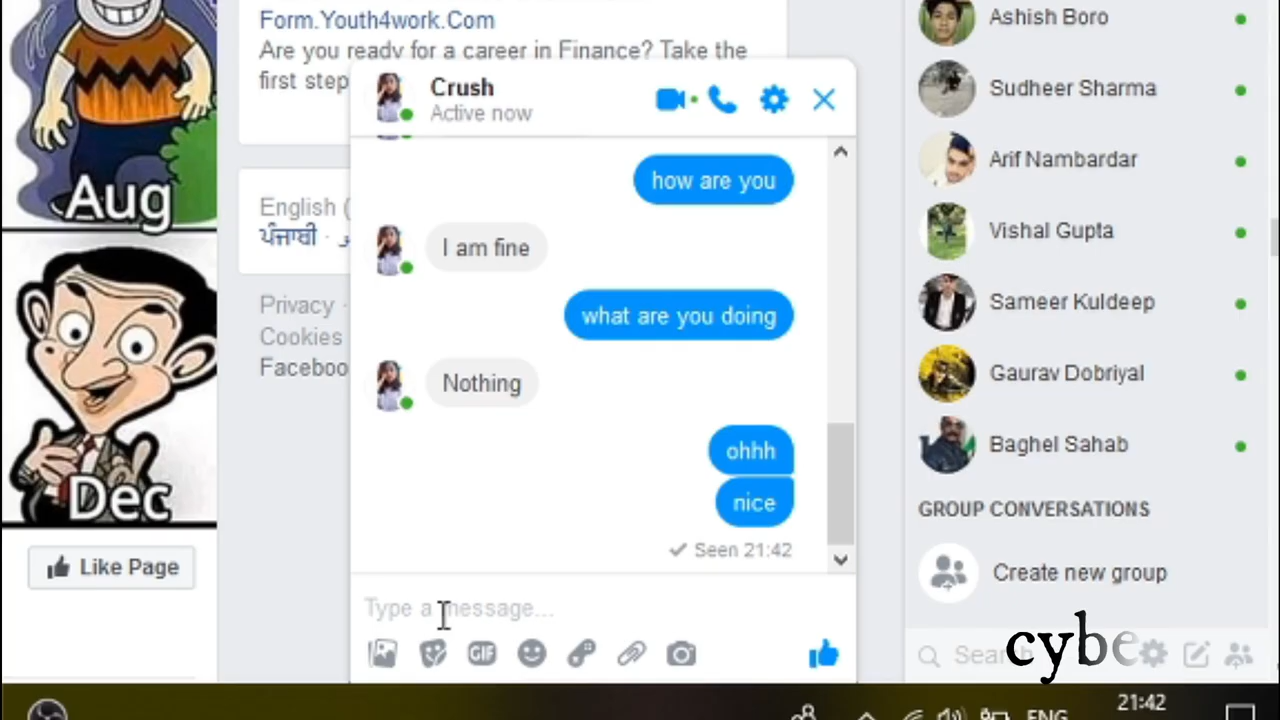 Aug
Dec
Like Page
Form.Youth4work.Com
Are you ready for a career in Finance? Take the
first step
English (
ਪੰਜਾਬੀ ·
Privacy ·
Cookies
Faceboo
Crush
Active now
how are you
I am fine
what are you doing
Nothing
ohhh
nice
Seen 21:42
Type a message...
GIF
Ashish Boro
Sudheer Sharma
Arif Nambardar
Vishal Gupta
Sameer Kuldeep
Gaurav Dobriyal
Baghel Sahab
GROUP CONVERSATIONS
Create new group
Sear
cybe
ENG
21:42